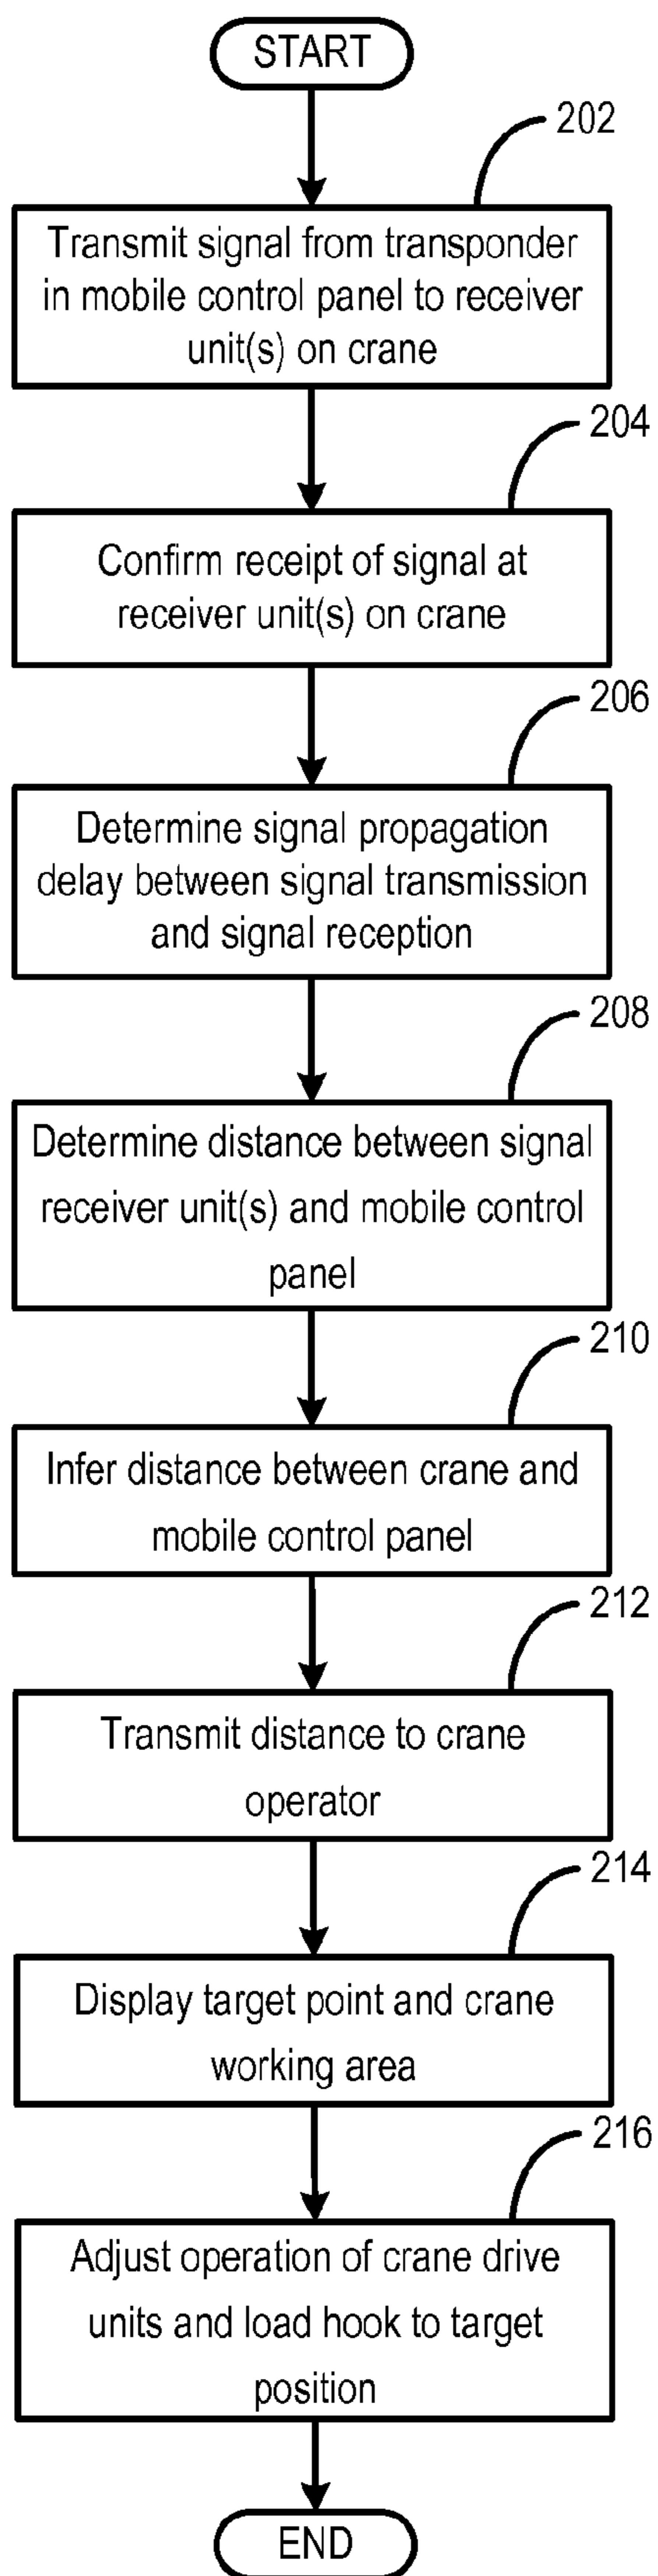 START
202
Transmit signal from transponder
in mobile control panel to receiver
unit(s) on crane
204
Confirm receipt of signal at
receiver unit(s) on crane
206
Determine signal propagation
delay between signal transmission
and signal reception
208
Determine distance between signal
receiver unit(s) and mobile control
panel
210
Infer distance between crane and
mobile control panel
212
Transmit distance to crane
operator
214
Display target point and crane
working area
216
Adjust operation of crane drive
units and load hook to target
position
END